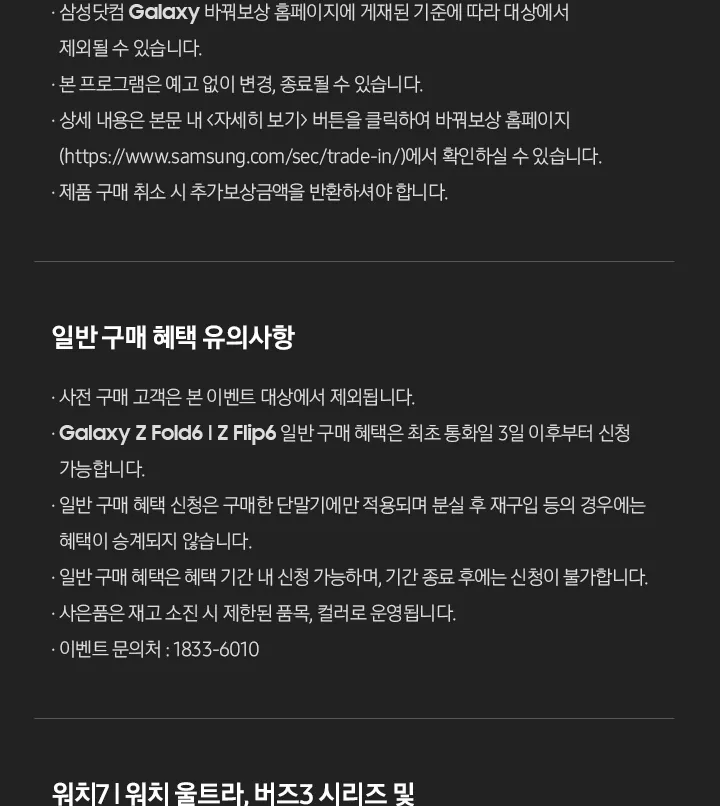 · 삼성닷컴 Galaxy 바꿔보상 홈페이지에 게재된 기준에 따라 대상에서
제외될 수 있습니다.
· 본 프로그램은 예고 없이 변경, 종료될 수 있습니다.
· 상세 내용은 본문 내 <자세히 보기> 버튼을 클릭하여 바꿔보상 홈페이지
(https://www.samsung.com/sec/trade-in/)에서 확인하실 수 있습니다.
· 제품 구매 취소 시 추가보상금액을 반환하셔야 합니다.
일반 구매 혜택 유의사항
· 사전 구매 고객은 본 이벤트 대상에서 제외됩니다.
· Galaxy Z Fold6 | Z Flip6 일반 구매 혜택은 최초 통화일 3일 이후부터 신청
가능합니다.
· 일반 구매 혜택 신청은 구매한 단말기에만 적용되며 분실 후 재구입 등의 경우에는
혜택이 승계되지 않습니다.
· 일반 구매 혜택은 혜택 기간 내 신청 가능하며, 기간 종료 후에는 신청이 불가합니다.
· 사은품은 재고 소진 시 제한된 품목, 컬러로 운영됩니다.
· 이벤트 문의처 : 1833-6010
워치7 | 워치 울트라, 버즈3 시리즈 및